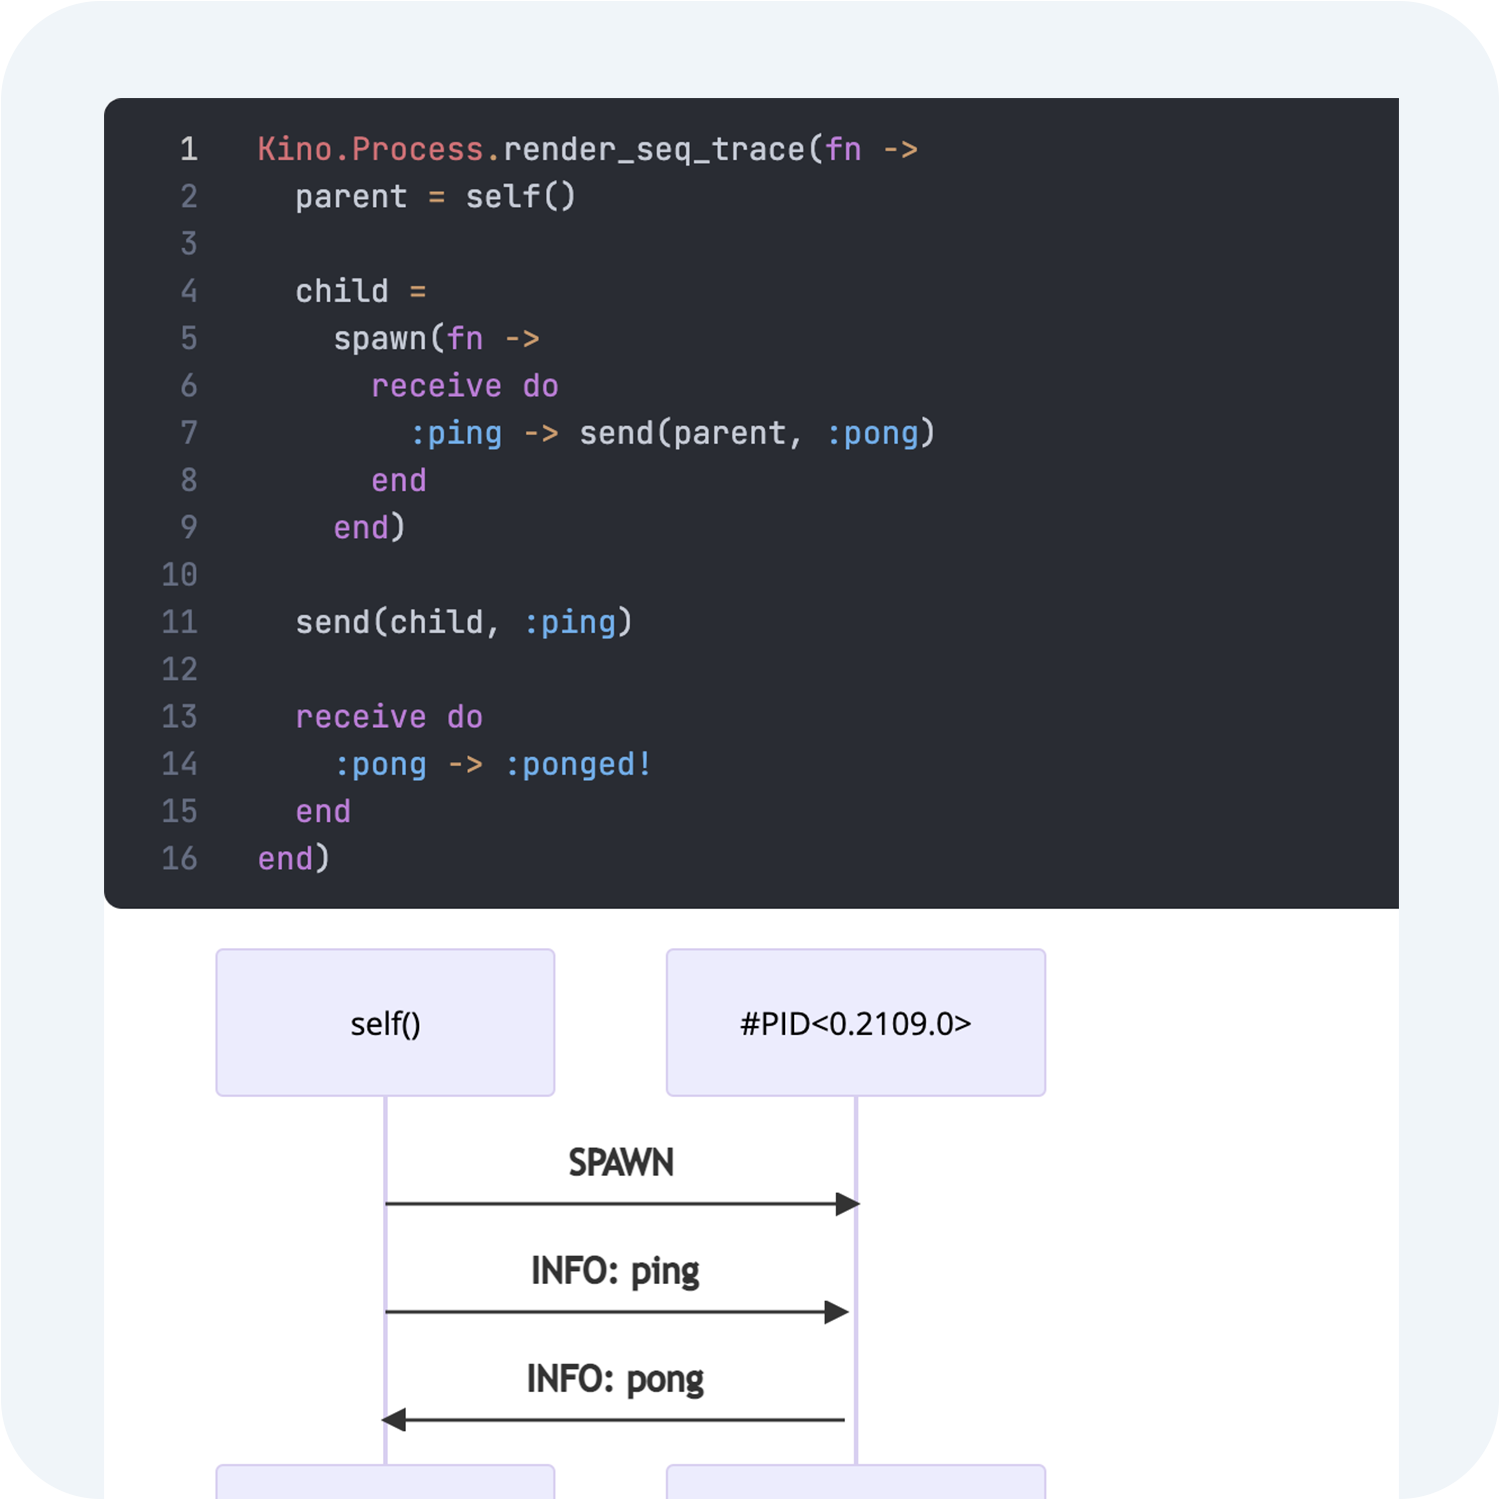 1 Kino.Process.render_seq_trace(fn ->
2   parent = self()
3
4   child =
5     spawn(fn ->
6       receive do
7         :ping -> send(parent, :pong)
8       end
9     end)
10
11   send(child, :ping)
12
13   receive do
14     :pong -> :ponged!
15   end
16 end)
self() #PID<0.2109.0>
SPAWN
INFO: ping
INFO: pong